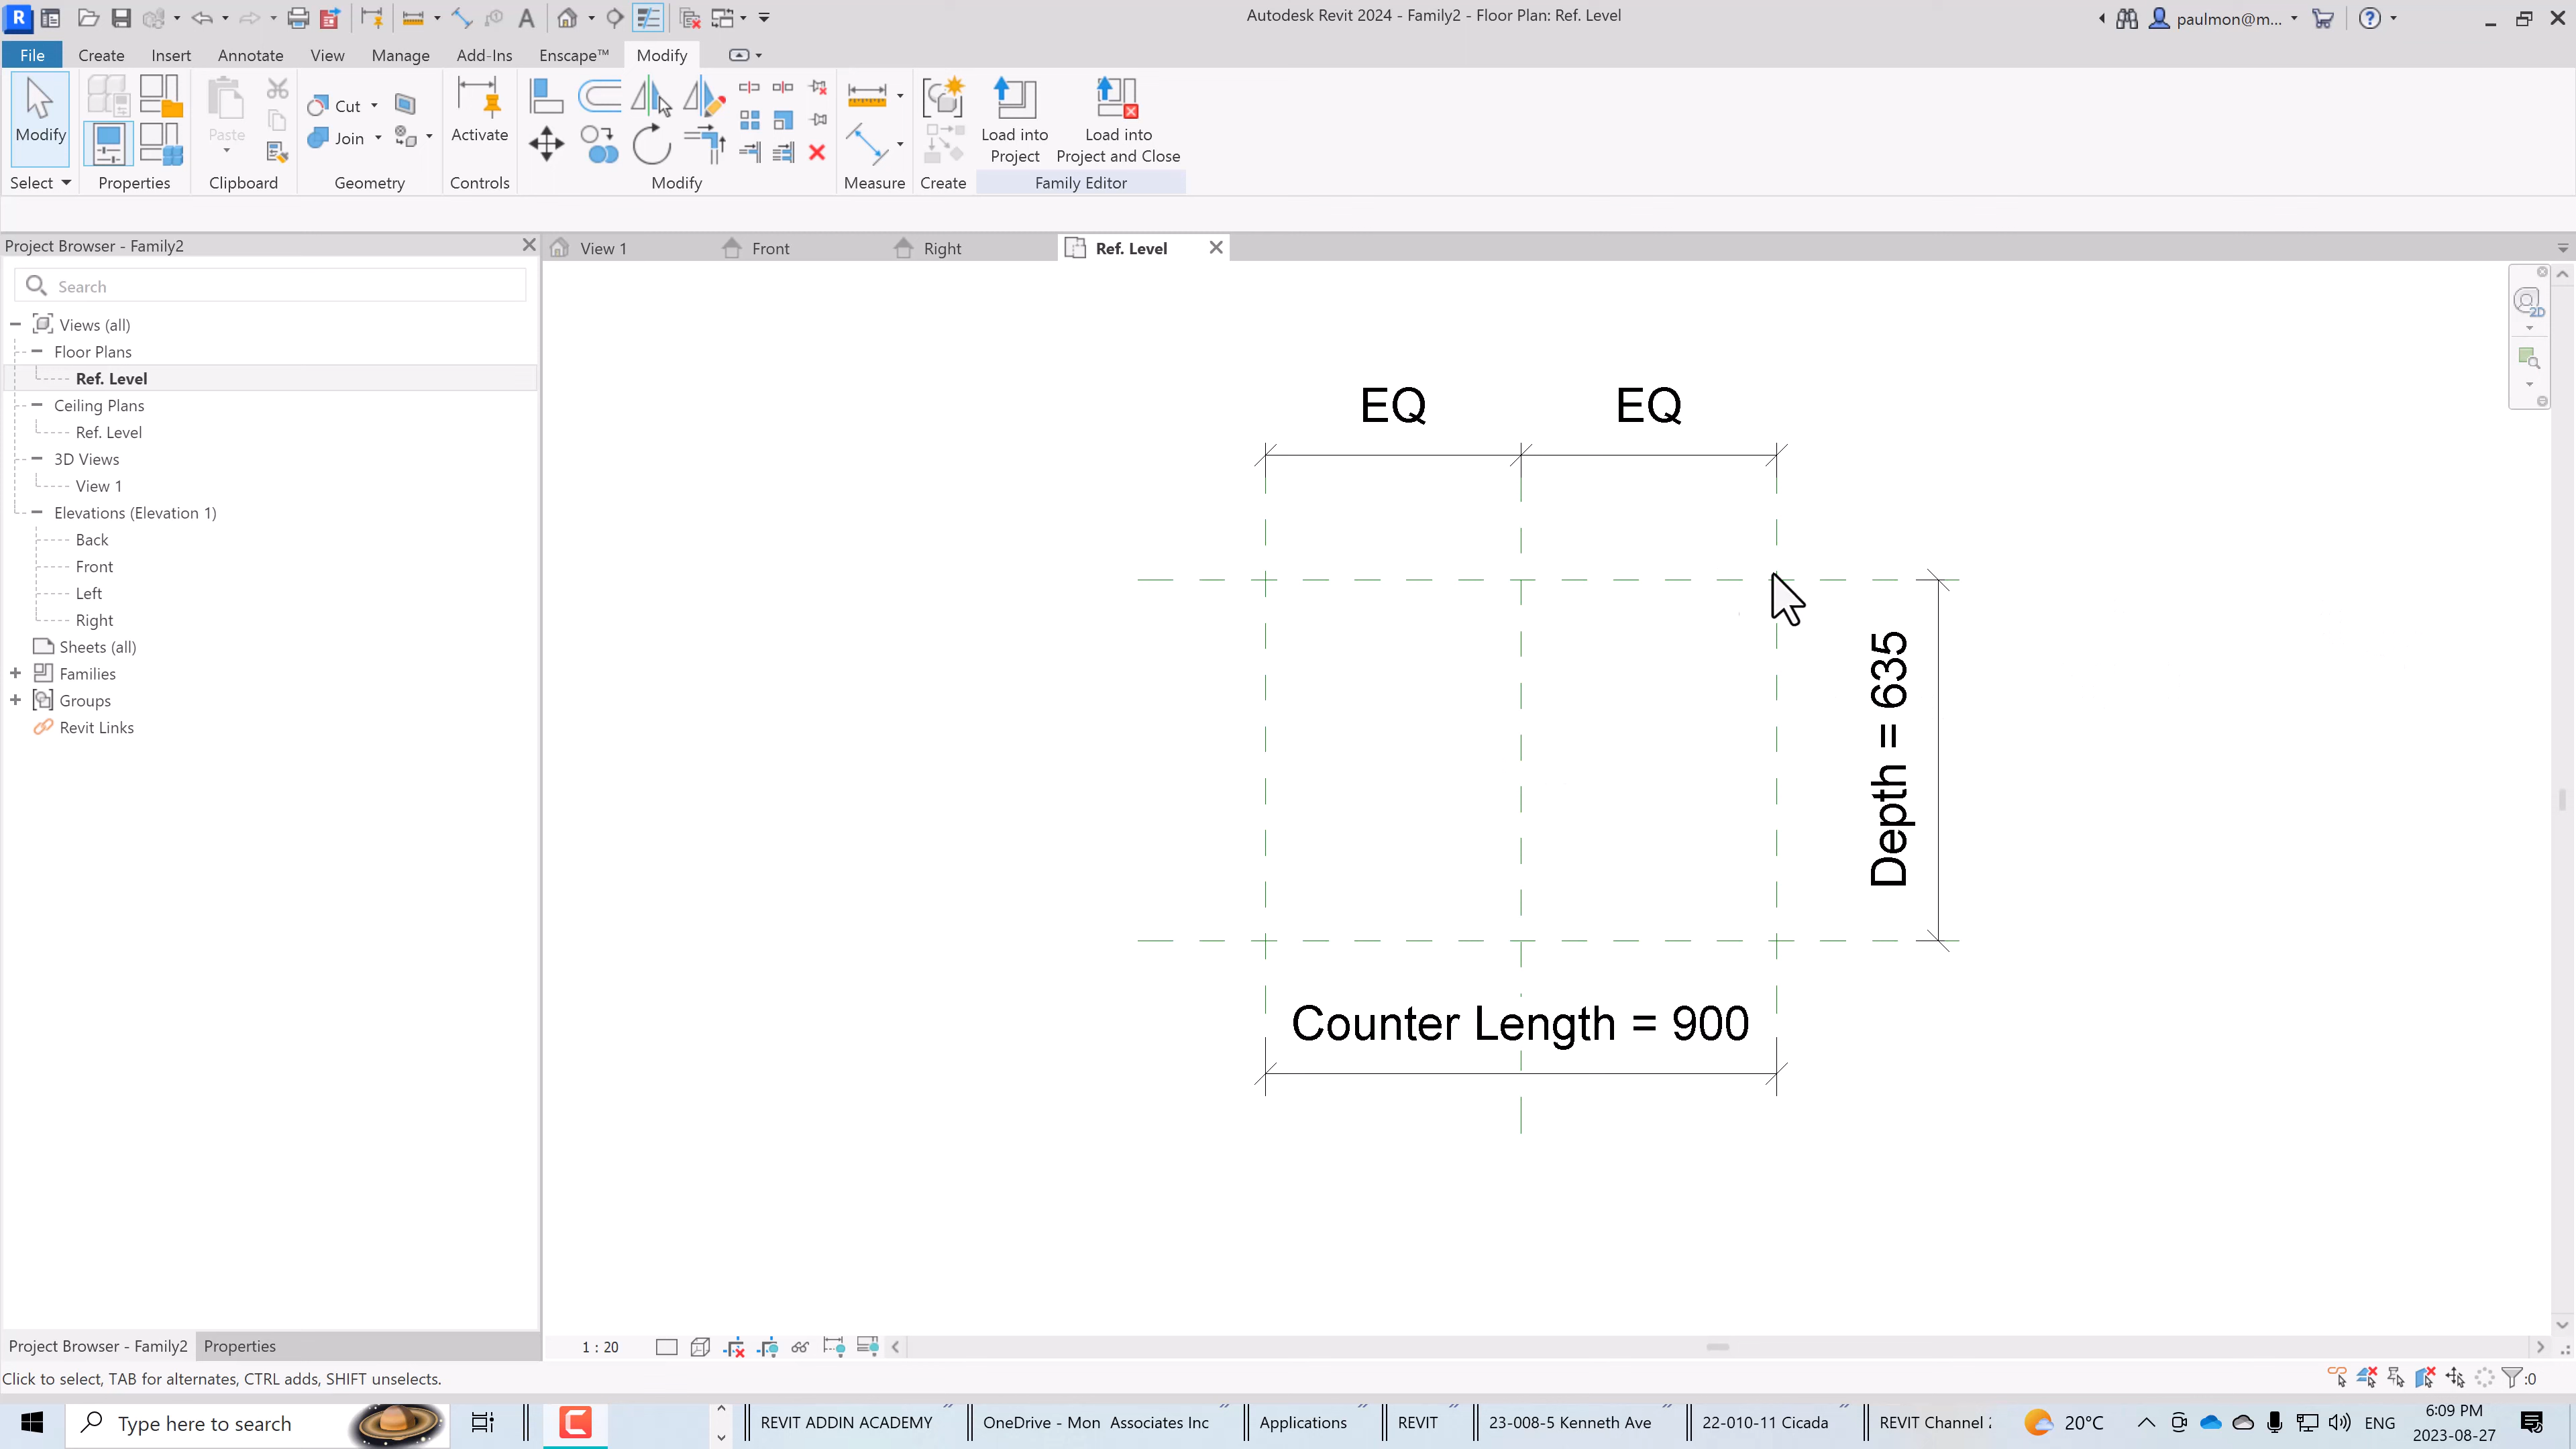 Autodesk Revit 2024 - Family2 - Floor Plan: Ref. Level
paulmon@m...
File Create Insert Annotate View Manage Add-Ins Enscape™ Modify
Modify
Paste
Cut
Join
Activate
Load into Project
Load into Project and Close
Select Properties Clipboard Geometry Controls Modify Measure Create Family Editor
Project Browser - Family2
View 1 Front Right Ref. Level
Search
Views (all)
Floor Plans
Ref. Level
Ceiling Plans
Ref. Level
3D Views
View 1
Elevations (Elevation 1)
Back
Front
Left
Right
Sheets (all)
Families
Groups
Revit Links
2D
EQ EQ
Depth = 635
Counter Length = 900
Project Browser - Family2 Properties
1 : 20
Click to select, TAB for alternates, CTRL adds, SHIFT unselects.
:0
Type here to search
REVIT ADDIN ACADEMY
OneDrive - Mon Associates Inc
Applications
REVIT
23-008-5 Kenneth Ave
22-010-11 Cicada
REVIT Channel
20°C
ENG
6:09 PM
2023-08-27